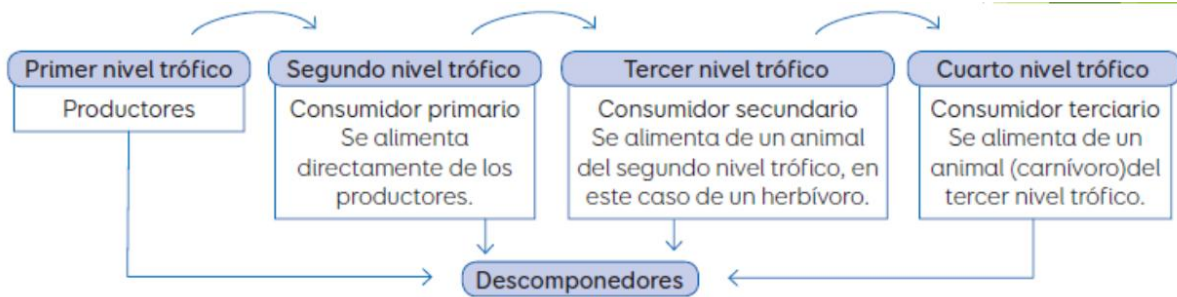 Primer nivel trófico
Productores
Segundo nivel trófico
Consumidor primario
Se alimenta
directamente de los
productores.
Tercer nivel trófico
Consumidor secundario
Se alimenta de un animal
del segundo nivel trófico, en
este caso de un herbívoro.
Cuarto nivel trófico
Consumidor terciario
Se alimenta de un
animal (carnívoro)del
tercer nivel trófico.
Descomponedores